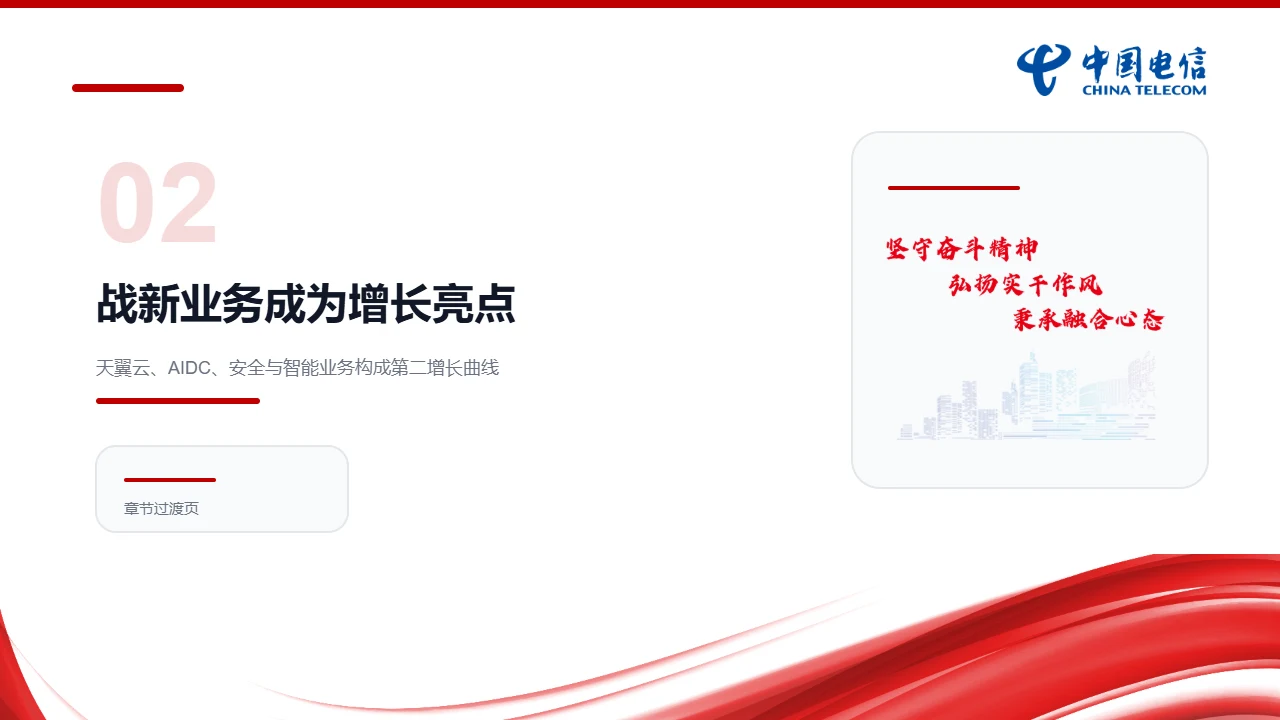 中国电信
CHINA TELECOM
02
战新业务成为增长亮点
天翼云、AIDC、安全与智能业务构成第二增长曲线
章节过渡页
坚守奋斗精神
弘扬实干作风
秉承融合心态